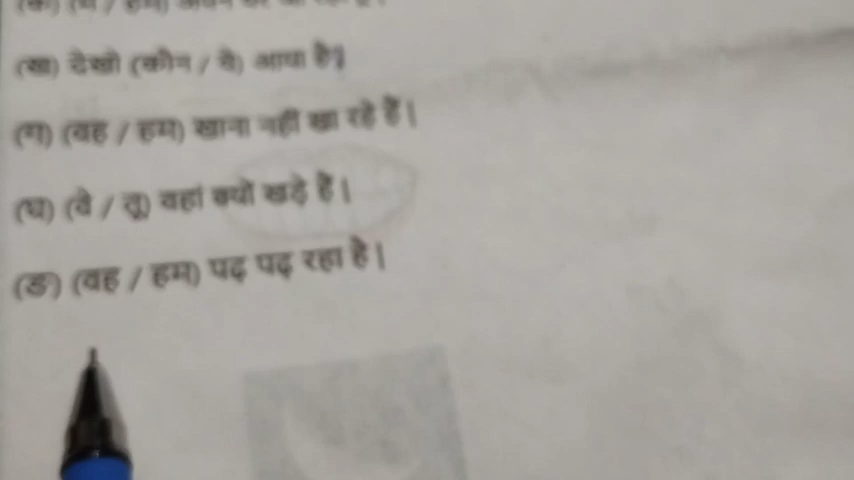 (ख) देखो (कौन / ये) आया है?
(ग) (वह / हम) खाना नहीं खा रहे हैं।
(घ) (वे / तू) वहां क्यों खड़े हैं।
(ङ) (वह / हम) पढ़ पढ़ रहा है।